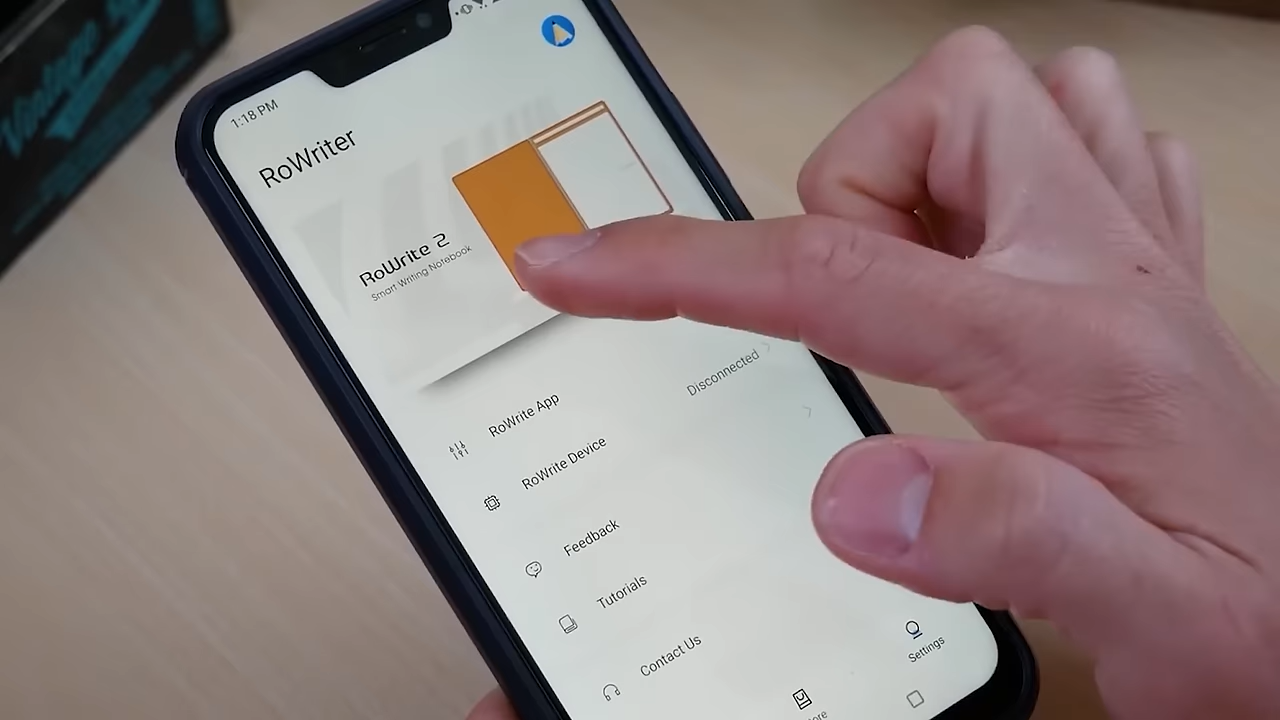 1:18 PM
RoWriter
RoWrite 2
Smart Writing Notebook
RoWrite App
RoWrite Device
Disconnected
Feedback
Tutorials
Contact Us
Settings